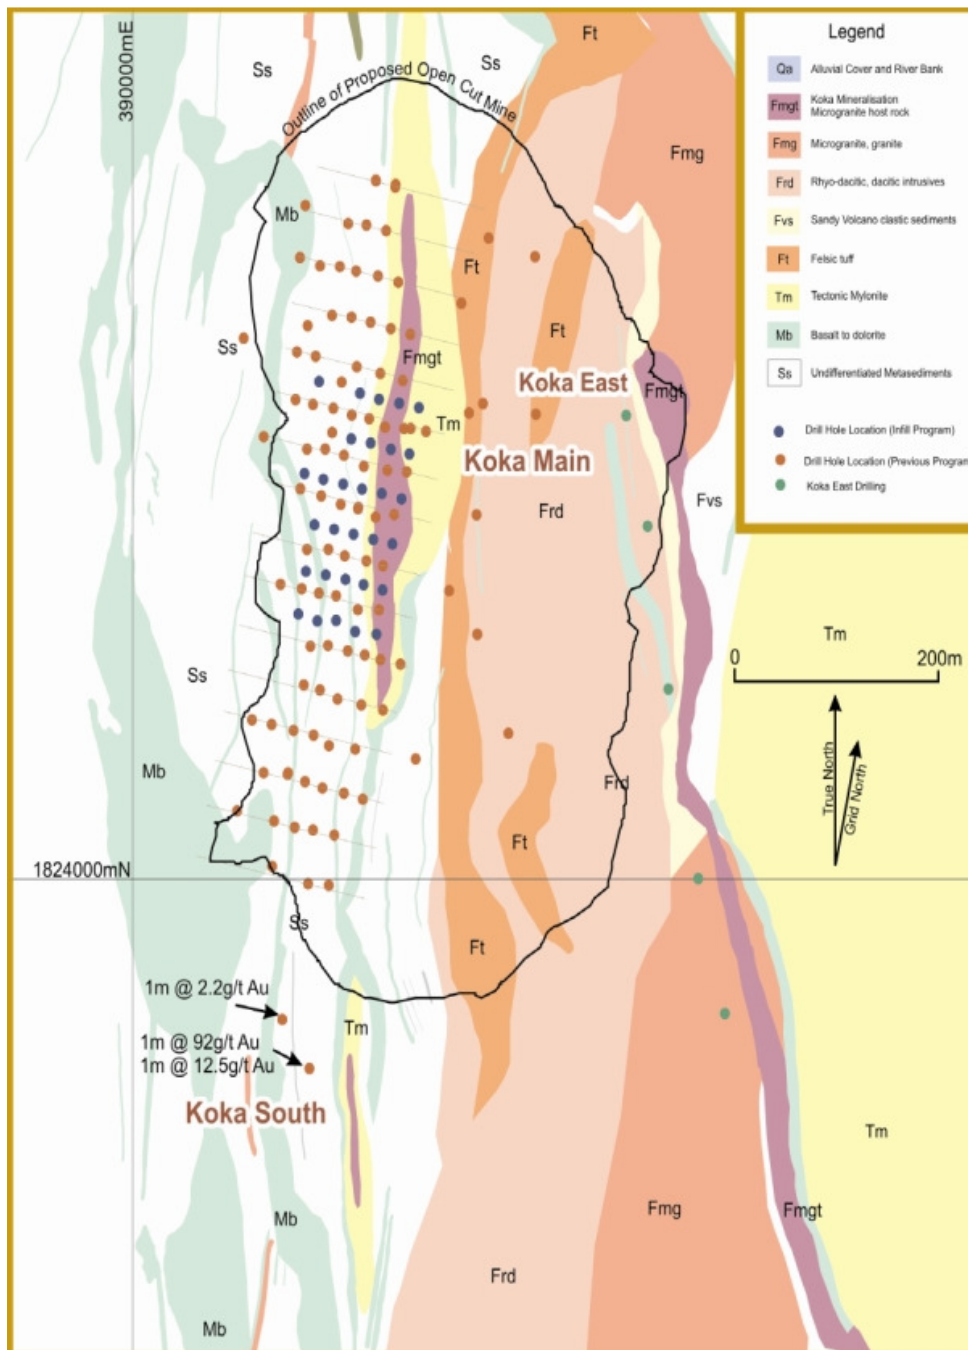 390000mE
Ss
Ss
Ft
Outline of Proposed Open Cut Mine
Fmg
Mb
Ft
Ft
Ss
Fmgt
Koka East
Fmgt
Tm
Koka Main
Frd
Fvs
Ss
Mb
Frd
Ft
1824000mN
Ss
Ft
1m @ 2.2g/t Au
Tm
1m @ 92g/t Au
1m @ 12.5g/t Au
Koka South
Mb
Mb
Frd
Fmg
Fmgt
Tm
Tm
0 200m
True North
Grid North
Legend
Qa Alluvial Cover and River Bank
Fmgt Koka Mineralisation
Microgranite host rock
Fmg Microgranite, granite
Frd Rhyo-dacitic, dacitic intrusives
Fvs Sandy Volcano clastic sediments
Ft Felsic tuff
Tm Tectonic Mylonite
Mb Basalt to dolorite
Ss Undifferentiated Metasediments
Drill Hole Location (Infill Program)
Drill Hole Location (Previous Program
Koka East Drilling